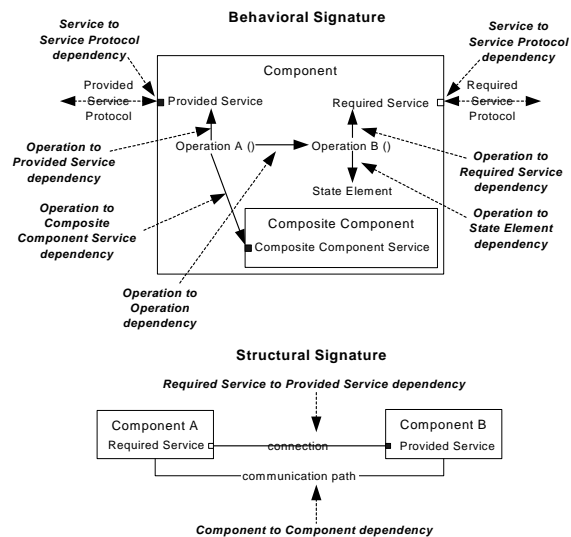 Behavioral Signature
Service to
Service Protocol
dependency
Service to
Service Protocol
dependency
Component
Provided
Service
Protocol
Provided Service
Required Service
Required
Service
Protocol
Operation to
Provided Service
dependency
Operation A ()
Operation B ()
Operation to
Required Service
dependency
State Element
Operation to
Composite
Component Service
dependency
Composite Component
Composite Component Service
Operation to
State Element
dependency
Operation to
Operation
dependency
Structural Signature
Required Service to Provided Service dependency
Component A
Required Service
connection
Component B
Provided Service
communication path
Component to Component dependency